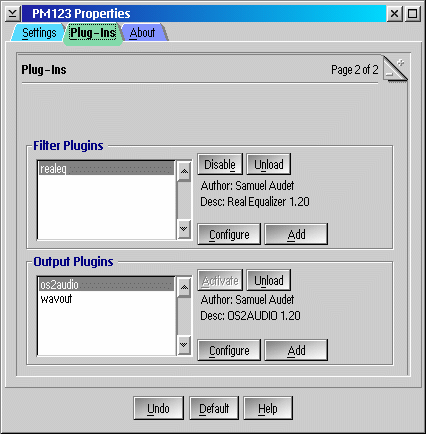 PM123 Properties
Settings Plug-Ins About
Plug-Ins Page 2 of 2
Filter Plugins
realeq
Disable Unload
Author: Samuel Audet
Desc: Real Equalizer 1.20
Configure Add
Output Plugins
os2audio
wavout
Activate Unload
Author: Samuel Audet
Desc: OS2AUDIO 1.20
Configure Add
Undo Default Help